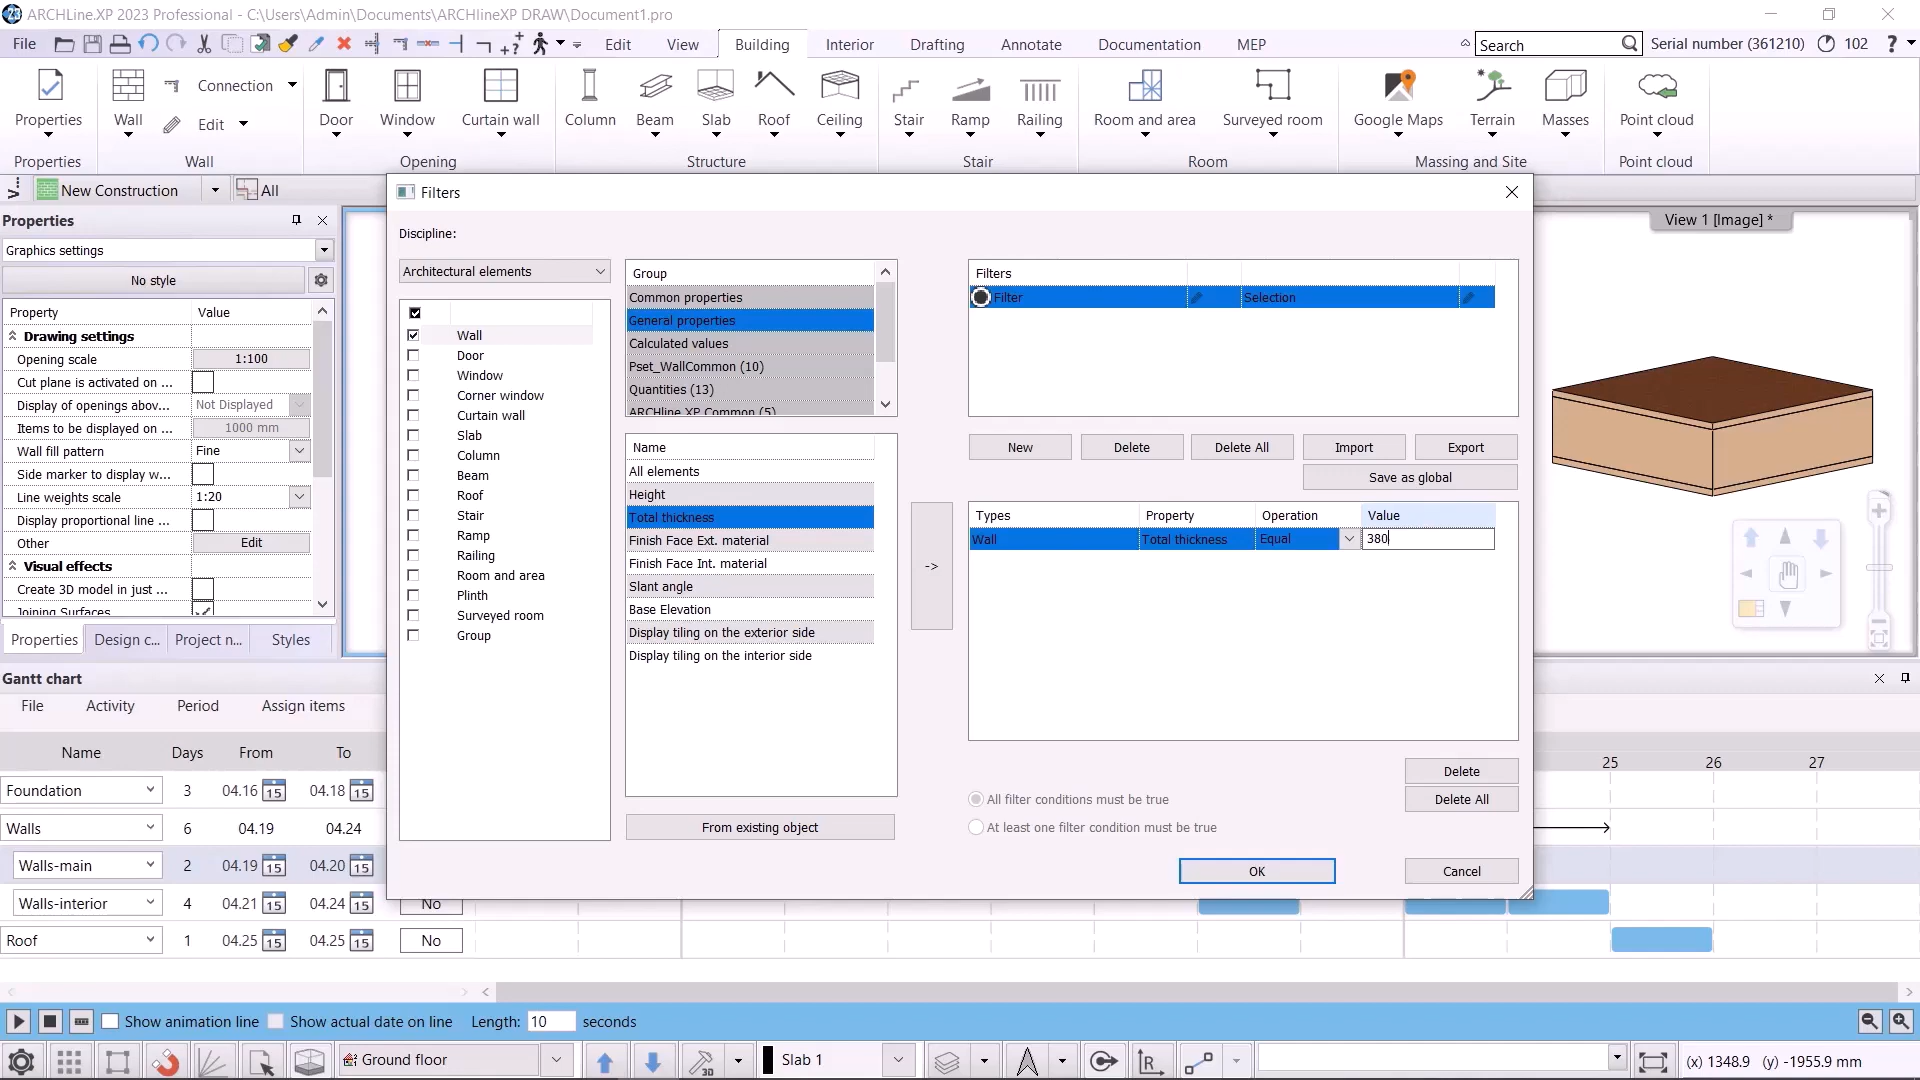 ARCHLine.XP 2023 Professional - C:\Users\Admin\Documents\ARCHlineXP DRAW\Document1.pro
File Edit View Building Interior Drafting Annotate Documentation MEP Search Serial number (361210) 102 ?
Properties Wall Connection Edit Door Window Curtain wall Column Beam Slab Roof Ceiling Stair Ramp Railing Room and area Surveyed room Google Maps Terrain Masses Point cloud
Properties Wall Opening Structure Stair Room Massing and Site Point cloud
New Construction All
Properties
Graphics settings
No style
Property Value
Drawing settings
Opening scale 1:100
Cut plane is activated on ...
Display of openings abov... Not Displayed
Items to be displayed on ... 1000 mm
Wall fill pattern Fine
Side marker to display w...
Line weights scale 1:20
Display proportional line ...
Other Edit
Visual effects
Create 3D model in just ...
Joining Surfaces
Properties Design c... Project n... Styles
Filters
Discipline:
Architectural elements
Wall
Door
Window
Corner window
Curtain wall
Slab
Column
Beam
Roof
Stair
Ramp
Railing
Room and area
Plinth
Surveyed room
Group
Group
Common properties
General properties
Calculated values
Pset_WallCommon (10)
Quantities (13)
ARCHline.XP Common (5)
Name
All elements
Height
Total thickness
Finish Face Ext. material
Finish Face Int. material
Slant angle
Base Elevation
Display tiling on the exterior side
Display tiling on the interior side
From existing object
->
Filters
Filter Selection
New Delete Delete All Import Export
Save as global
Types Property Operation Value
Wall Total thickness Equal 380
Delete
Delete All
All filter conditions must be true
At least one filter condition must be true
OK Cancel
View 1 [Image] *
Gantt chart
File Activity Period Assign items
Name Days From To 25 26 27
Foundation 3 04.16 15 04.18 15
Walls 6 04.19 04.24
Walls-main 2 04.19 15 04.20 15
Walls-interior 4 04.21 15 04.24 15 No
Roof 1 04.25 15 04.25 15 No
Show animation line Show actual date on line Length: 10 seconds
3D Ground floor Slab 1 R (x) 1348.9 (y) -1955.9 mm